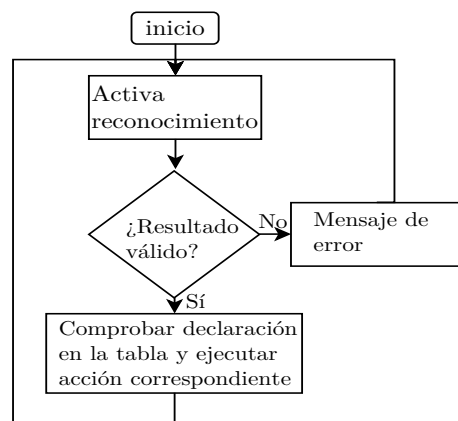 inicio
Activa
reconocimiento
¿Resultado
válido?
No
Mensaje de
error
Sí
Comprobar declaración
en la tabla y ejecutar
acción correspondiente